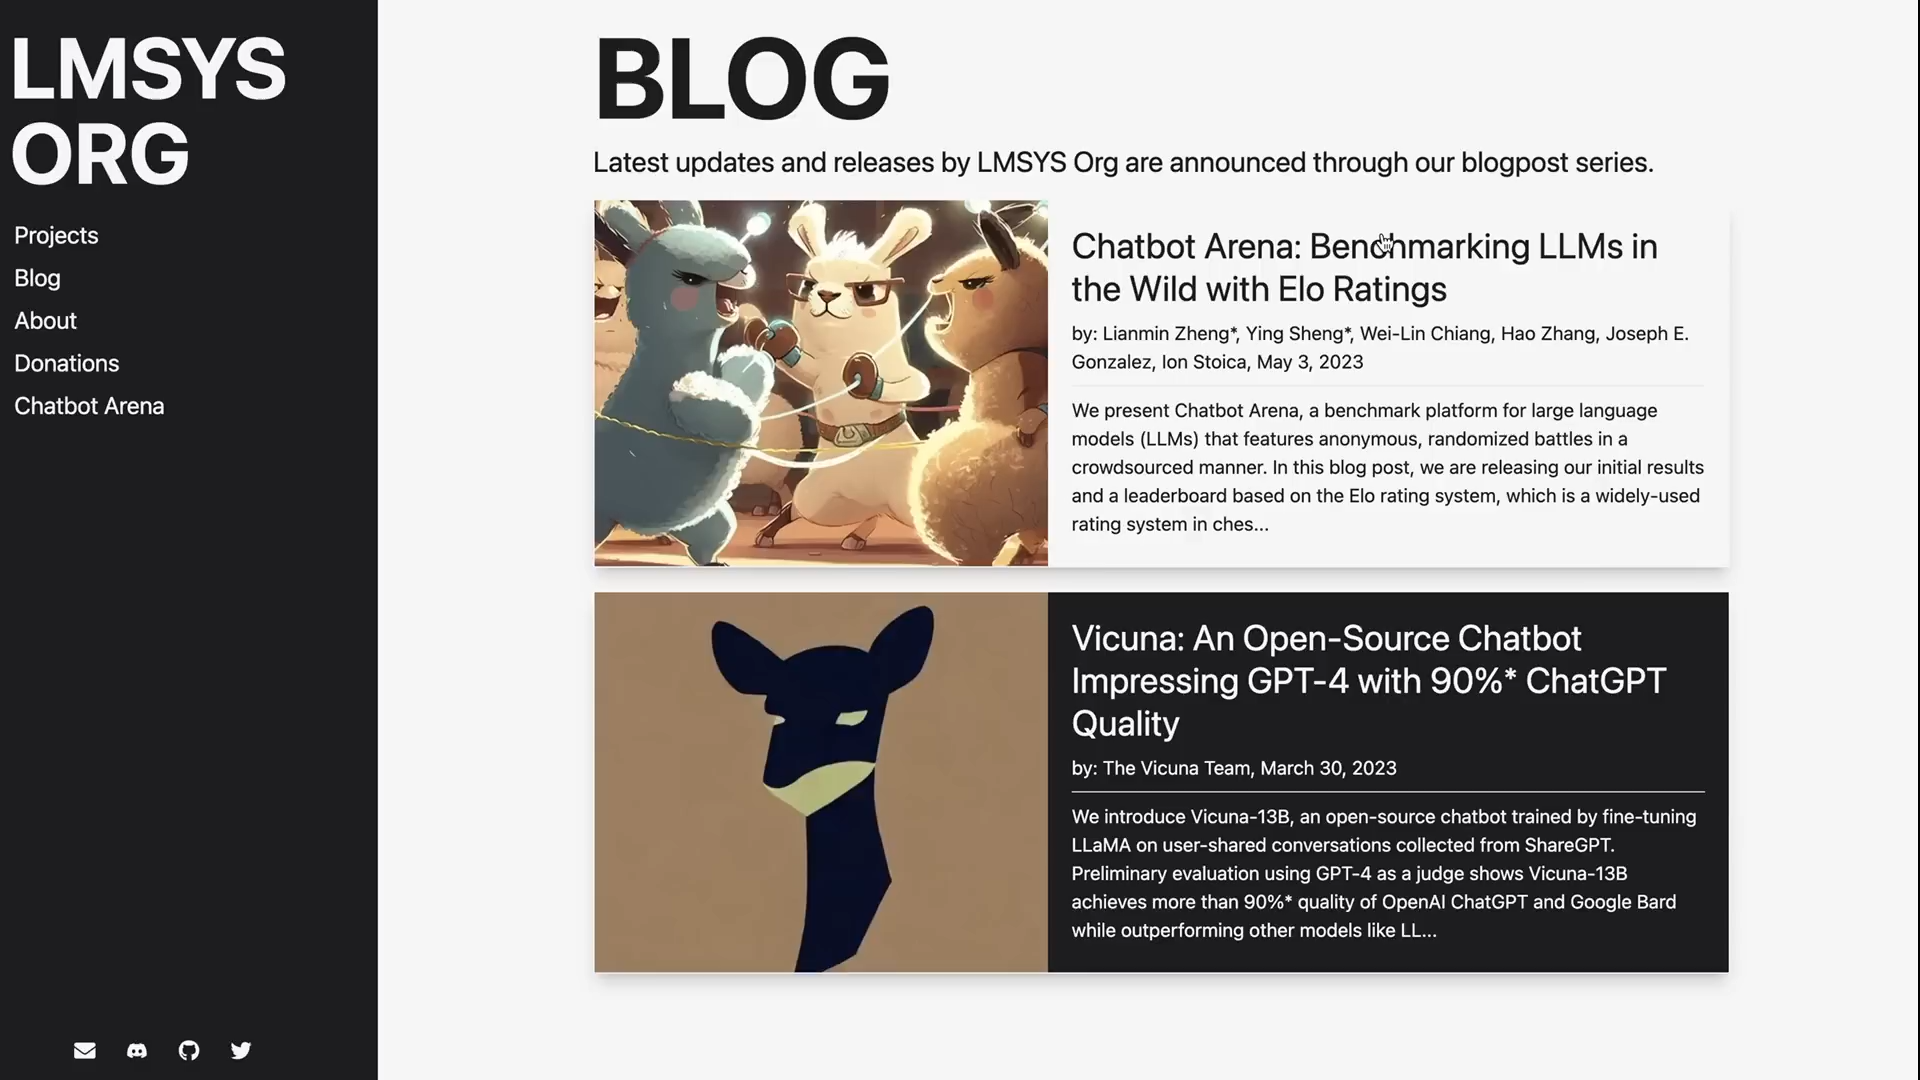 LMSYS
ORG
Projects
Blog
About
Donations
Chatbot Arena
BLOG
Latest updates and releases by LMSYS Org are announced through our blogpost series.
Chatbot Arena: Benchmarking LLMs in
the Wild with Elo Ratings
by: Lianmin Zheng*, Ying Sheng*, Wei-Lin Chiang, Hao Zhang, Joseph E.
Gonzalez, Ion Stoica, May 3, 2023
We present Chatbot Arena, a benchmark platform for large language
models (LLMs) that features anonymous, randomized battles in a
crowdsourced manner. In this blog post, we are releasing our initial results
and a leaderboard based on the Elo rating system, which is a widely-used
rating system in ches...
Vicuna: An Open-Source Chatbot
Impressing GPT-4 with 90%* ChatGPT
Quality
by: The Vicuna Team, March 30, 2023
We introduce Vicuna-13B, an open-source chatbot trained by fine-tuning
LLaMA on user-shared conversations collected from ShareGPT.
Preliminary evaluation using GPT-4 as a judge shows Vicuna-13B
achieves more than 90%* quality of OpenAI ChatGPT and Google Bard
while outperforming other models like LL...